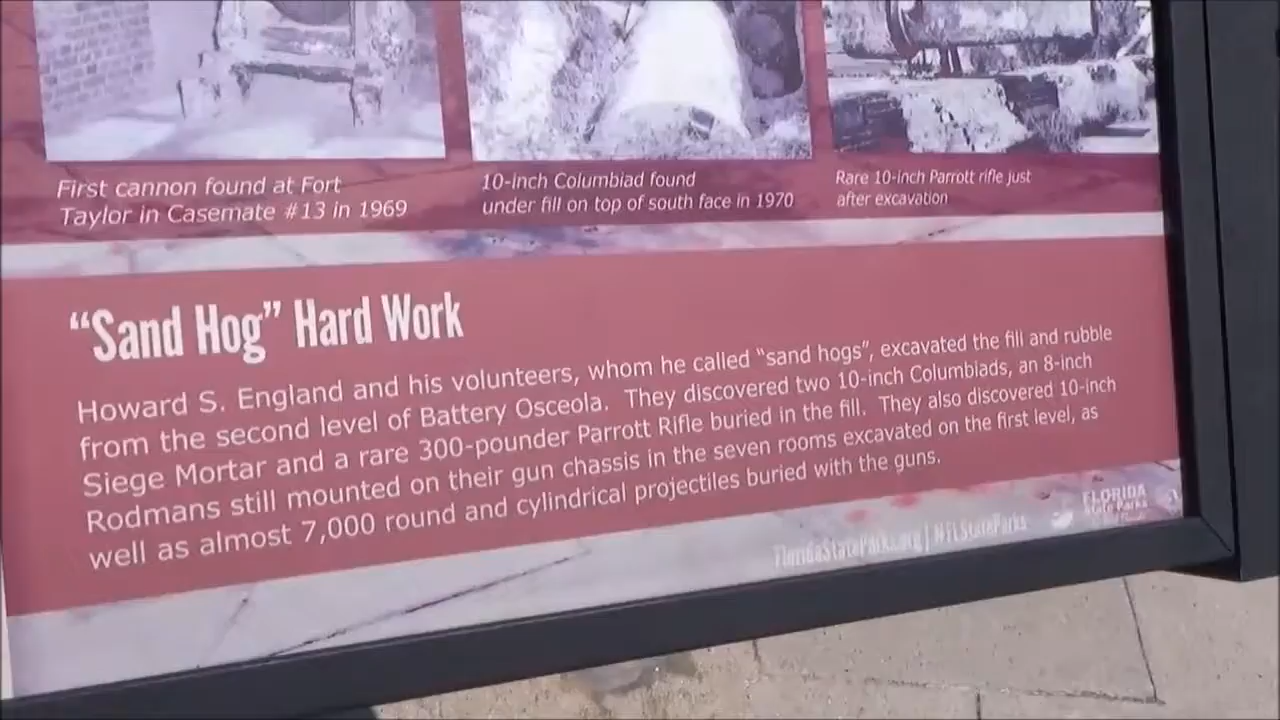 First cannon found at Fort
Taylor in Casemate #13 in 1969
10-inch Columbiad found
under fill on top of south face in 1970
Rare 10-inch Parrott rifle just
after excavation
“Sand Hog” Hard Work
Howard S. England and his volunteers, whom he called “sand hogs”, excavated the fill and rubble
from the second level of Battery Osceola. They discovered two 10-inch Columbiads, an 8-inch
Siege Mortar and a rare 300-pounder Parrott Rifle buried in the fill. They also discovered 10-inch
Rodmans still mounted on their gun chassis in the seven rooms excavated on the first level, as
well as almost 7,000 round and cylindrical projectiles buried with the guns.
FloridaStateParks.org | #FLStateParks
FLORIDA
State Parks